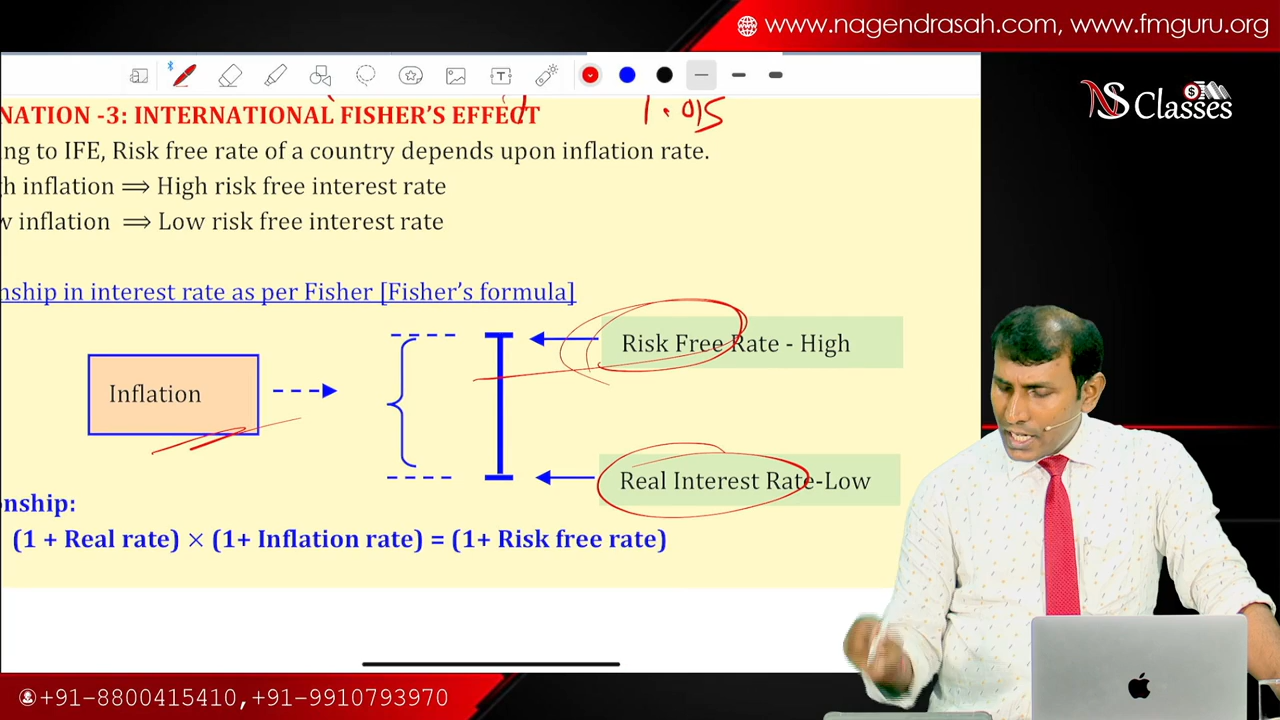 www.nagendrasah.com, www.fmguru.org
NS Classes
NATION -3: INTERNATIONAL FISHER'S EFFECT
1.015
ng to IFE, Risk free rate of a country depends upon inflation rate.
gh inflation ⟹ High risk free interest rate
w inflation ⟹ Low risk free interest rate
nship in interest rate as per Fisher [Fisher's formula]
Risk Free Rate - High
Inflation
Real Interest Rate-Low
nship:
(1 + Real rate) × (1+ Inflation rate) = (1+ Risk free rate)
+91-8800415410,+91-9910793970